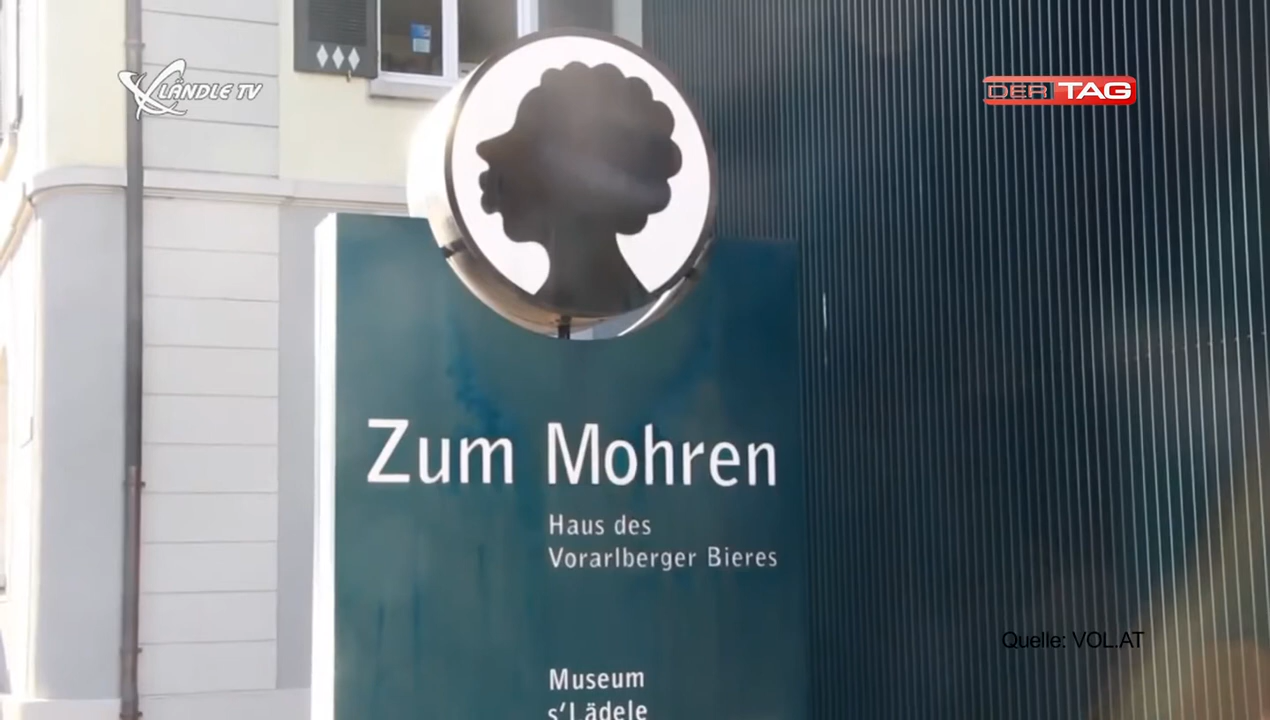 LÄNDLE TV
DER TAG
Zum Mohren
Haus des
Vorarlberger Bieres
Museum
s'Lädele
Quelle: VOL.AT